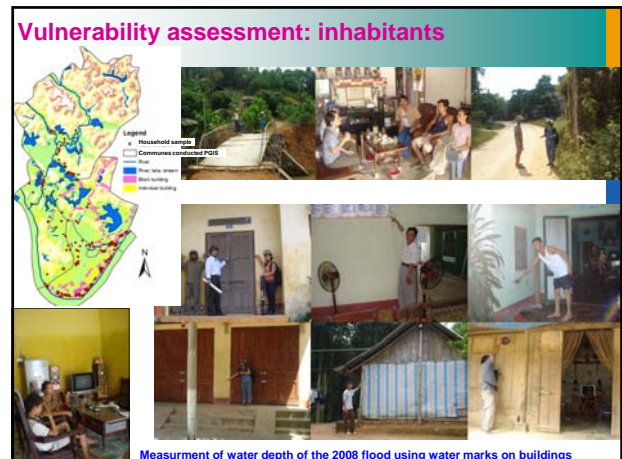 Vulnerability assessment: inhabitants
Legend
Household sample
Communes conducted PGIS
River
River, lake, stream
Block building
Individual building
N
Measurment of water depth of the 2008 flood using water marks on buildings